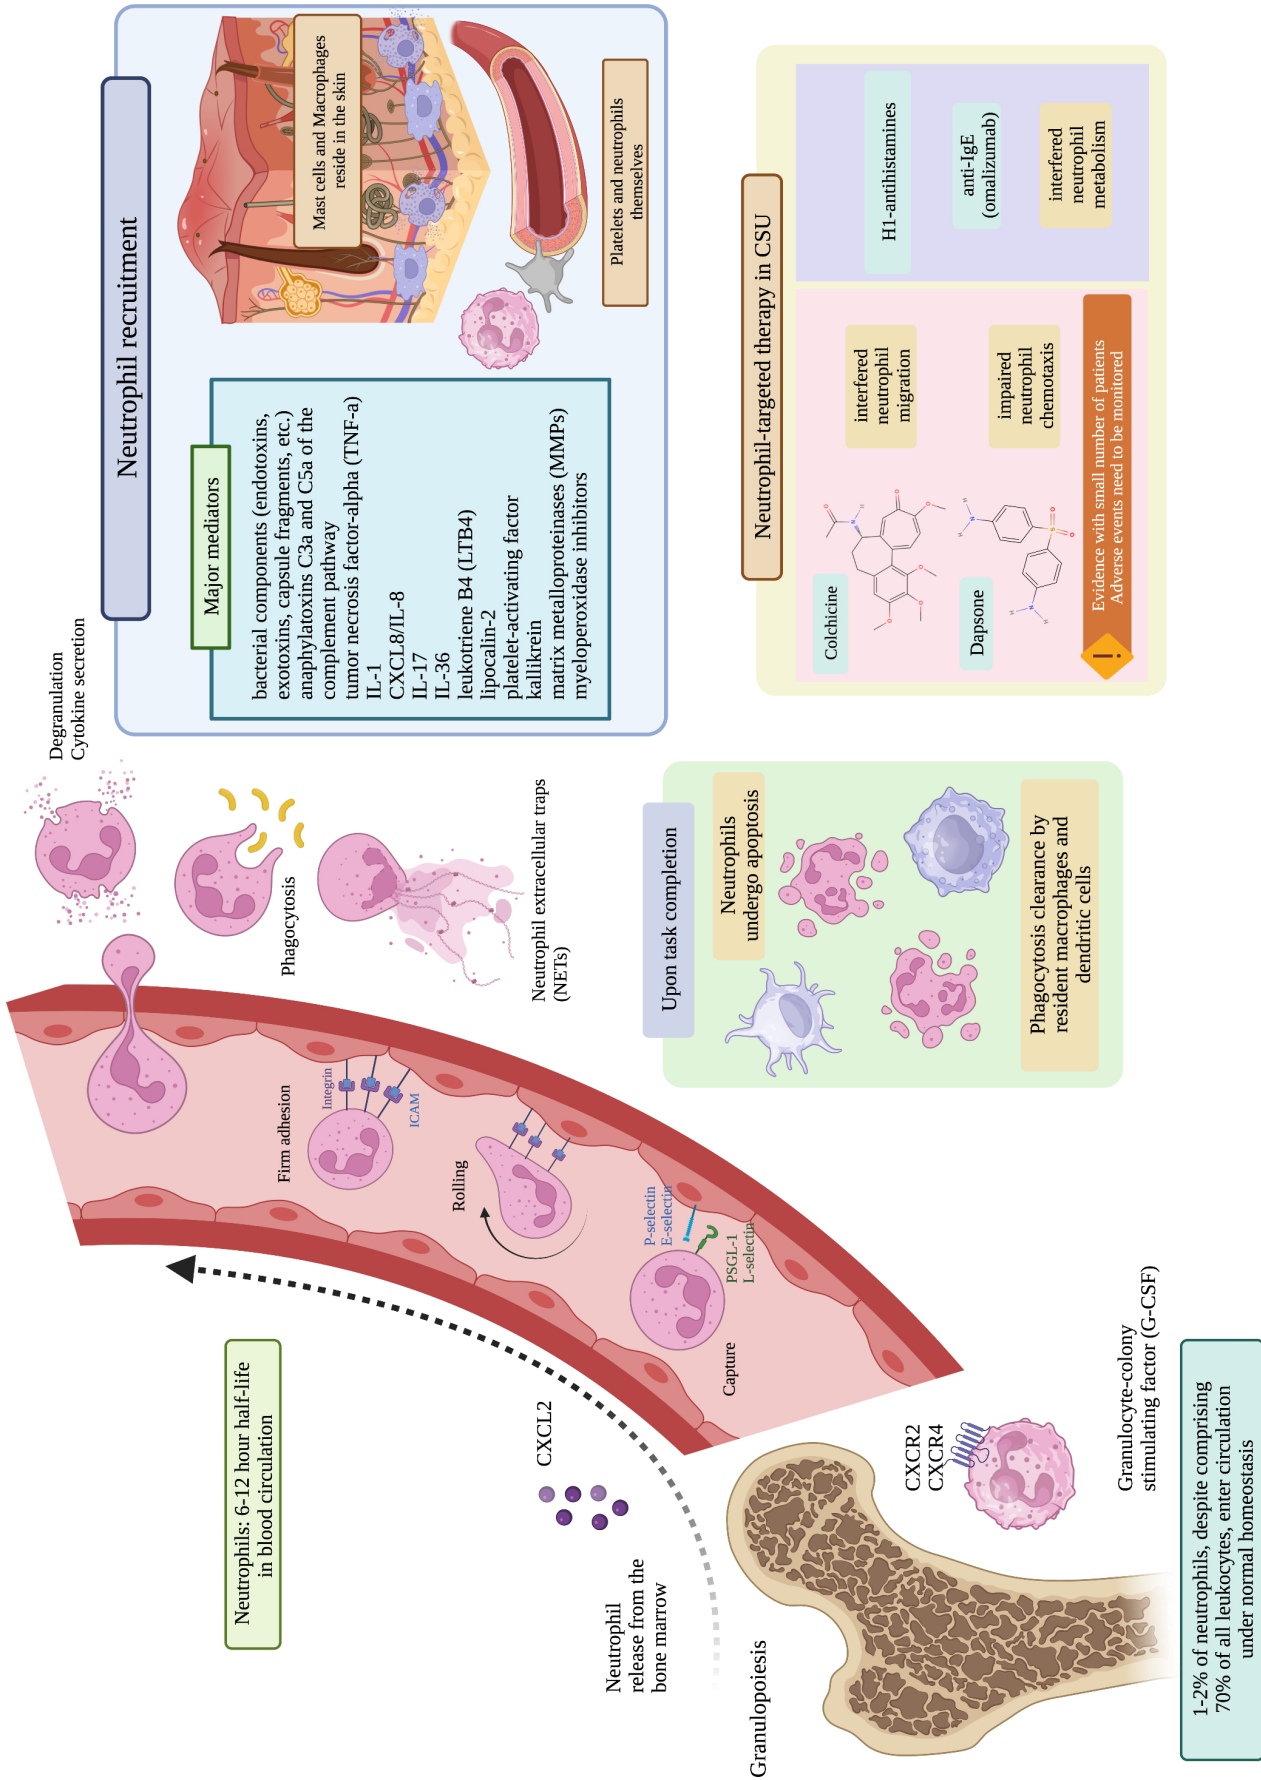 Granulopoiesis
Neutrophil
release from the
bone marrow
CXCL2
Neutrophils: 6-12 hour half-life
in blood circulation
1-2% of neutrophils, despite comprising
70% of all leukocytes, enter circulation
under normal homeostasis
Granulocyte-colony
stimulating factor (G-CSF)
CXCR2
CXCR4
Capture
P-selectin
E-selectin
PSGL-1
L-selectin
Rolling
Firm adhesion
Integrin
ICAM
Degranulation
Cytokine secretion
Phagocytosis
Neutrophil extracellular traps
(NETs)
Upon task completion
Neutrophils
undergo apoptosis
Phagocytosis clearance by
resident macrophages and
dendritic cells
Neutrophil recruitment
Major mediators
bacterial components (endotoxins,
exotoxins, capsule fragments, etc.)
anaphylatoxins C3a and C5a of the
complement pathway
tumor necrosis factor-alpha (TNF-a)
IL-1
CXCL8/IL-8
IL-17
IL-36
leukotriene B4 (LTB4)
lipocalin-2
platelet-activating factor
kallikrein
matrix metalloproteinases (MMPs)
myeloperoxidase inhibitors
Mast cells and Macrophages
reside in the skin
Platelets and neutrophils
themselves
Neutrophil-targeted therapy in CSU
Colchicine
O
N
H
O
O
O
O
O
interfered
neutrophil
migration
Dapsone
H
N
H
O
S
O
H
N
H
impaired
neutrophil
chemotaxis
!
Evidence with small number of patients
Adverse events need to be monitored
H1-antihistamines
anti-IgE
(omalizumab)
interfered
neutrophil
metabolism